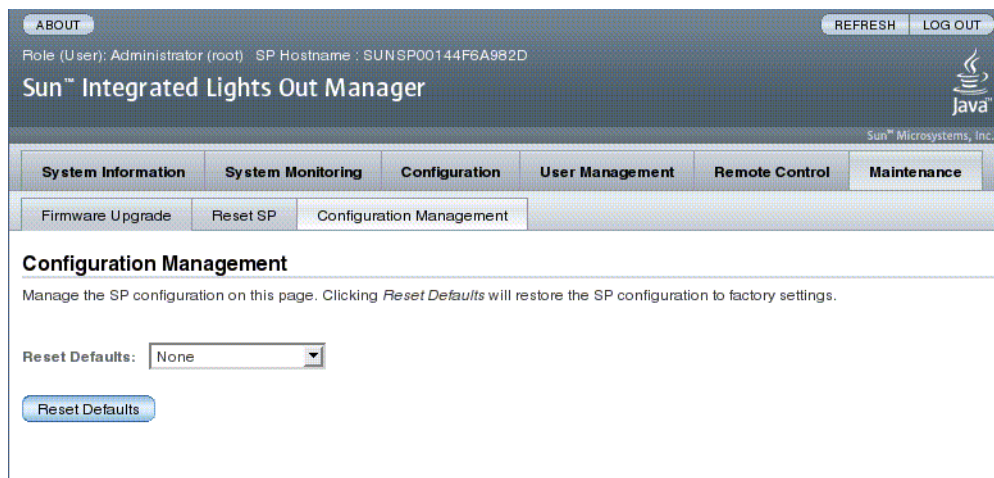 ABOUT
REFRESH LOG OUT
Role (User): Administrator (root) SP Hostname : SUNSP00144F6A982D
Sun™ Integrated Lights Out Manager
Java™
Sun™ Microsystems, Inc.
System Information System Monitoring Configuration User Management Remote Control Maintenance
Firmware Upgrade Reset SP Configuration Management
Configuration Management
Manage the SP configuration on this page. Clicking Reset Defaults will restore the SP configuration to factory settings.
Reset Defaults: None
Reset Defaults